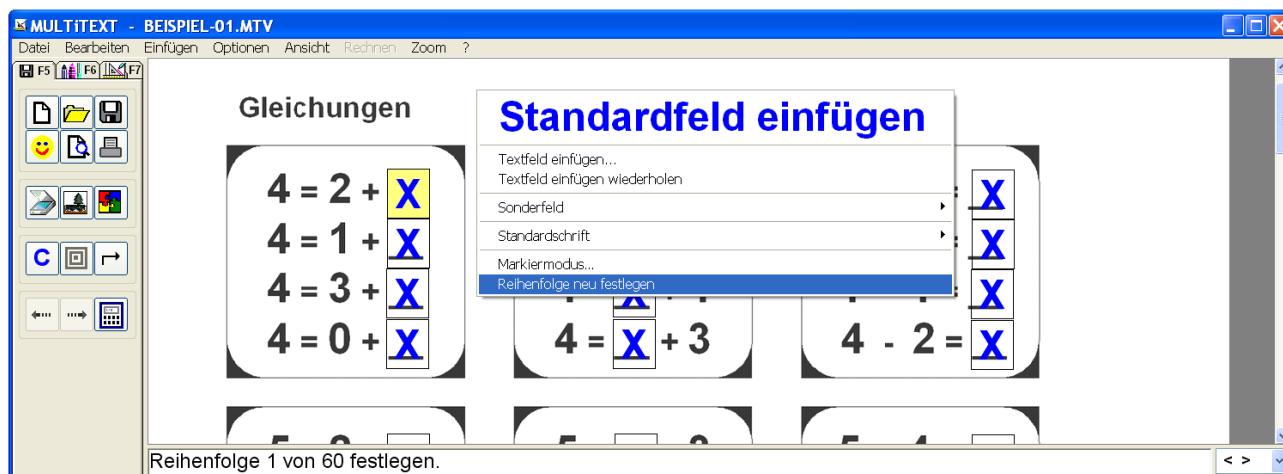 MULTiTEXT - BEISPIEL-01.MTV
Datei Bearbeiten Einfügen Optionen Ansicht Rechnen Zoom ?
F5 F6 F7
Gleichungen
Standardfeld einfügen
Textfeld einfügen...
Textfeld einfügen wiederholen
Sonderfeld
Standardschrift
Markiermodus...
Reihenfolge neu festlegen
C
4 = 2 + X
4 = 1 + X
4 = 3 + X
4 = 0 + X
4 = X + 3
= X
= X
= X
4 - 2 = X
Reihenfolge 1 von 60 festlegen.
< >